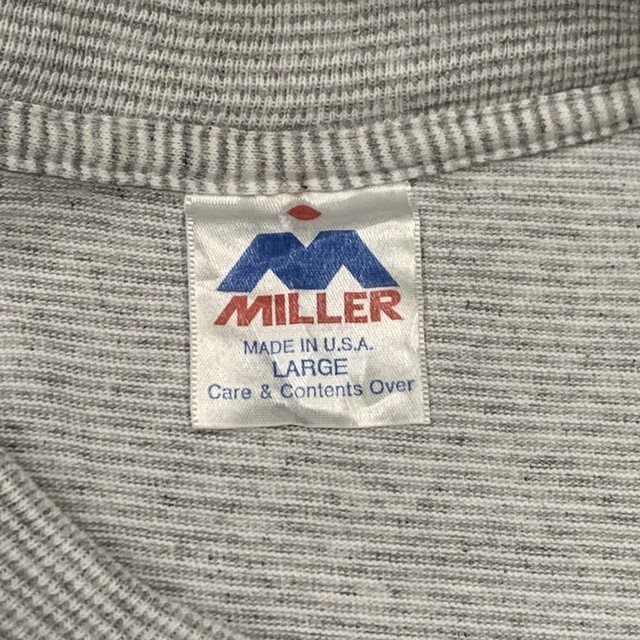 MILLER
MADE IN U.S.A.
LARGE
Care & Contents Over